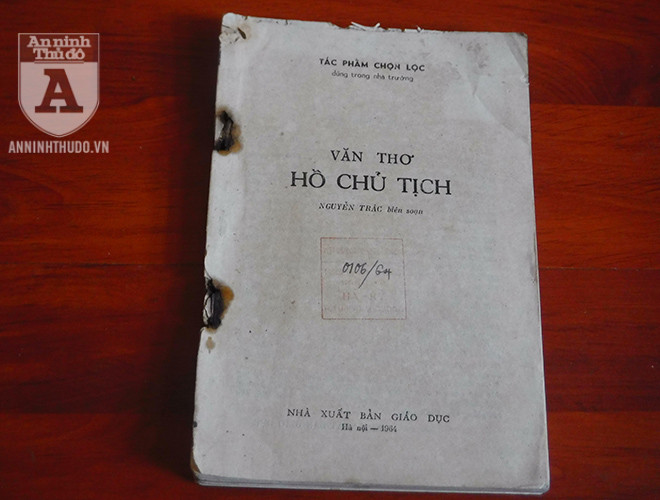 An ninh
Thủ đô
A
ANNINHTHUDO.VN
TÁC PHẨM CHỌN LỌC
dùng trong nhà trường
VĂN THƠ
HỒ CHỦ TỊCH
NGUYỄN TRÁC biên soạn
0106/64
NHÀ XUẤT BẢN GIÁO DỤC
Hà nội — 1964